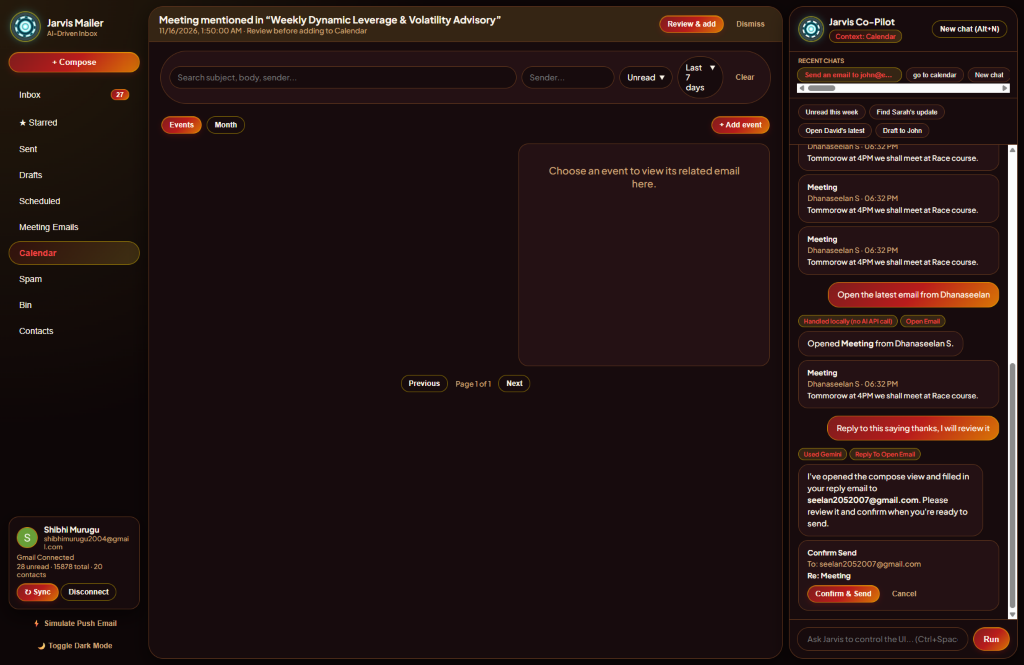 Jarvis Mailer
AI-Driven Inbox
+ Compose
Inbox
27
★ Starred
Sent
Drafts
Scheduled
Meeting Emails
Calendar
Spam
Bin
Contacts
S
Shibhi Murugu
shibhimurugu2004@gmai
l.com
Gmail Connected
28 unread · 15878 total · 20
contacts
↻ Sync
Disconnect
Simulate Push Email
Toggle Dark Mode
Meeting mentioned in “Weekly Dynamic Leverage & Volatility Advisory”
11/16/2026, 1:50:00 AM · Review before adding to Calendar
Review & add
Dismiss
Search subject, body, sender...
Sender...
Unread ▼
Last
7
days
▼
Clear
Events
Month
+ Add event
Choose an event to view its related email
here.
Previous
Page 1 of 1
Next
Jarvis Co-Pilot
Context: Calendar
New chat (Alt+N)
RECENT CHATS
Send an email to john@e...
go to calendar
New chat
Unread this week
Find Sarah's update
Open David's latest
Draft to John
Dhanaseelan S · 06:32 PM
Tommorow at 4PM we shall meet at Race course.
Meeting
Dhanaseelan S · 06:32 PM
Tommorow at 4PM we shall meet at Race course.
Meeting
Dhanaseelan S · 06:32 PM
Tommorow at 4PM we shall meet at Race course.
Open the latest email from Dhanaseelan
Handled locally (no AI API call)
Open Email
Opened Meeting from Dhanaseelan S.
Meeting
Dhanaseelan S · 06:32 PM
Tommorow at 4PM we shall meet at Race course.
Reply to this saying thanks, I will review it
Used Gemini
Reply To Open Email
I've opened the compose view and filled in
your reply email to
seelan2052007@gmail.com. Please
review it and confirm when you're ready to
send.
Confirm Send
To: seelan2052007@gmail.com
Re: Meeting
Confirm & Send
Cancel
Ask Jarvis to control the UI... (Ctrl+Spac
Run